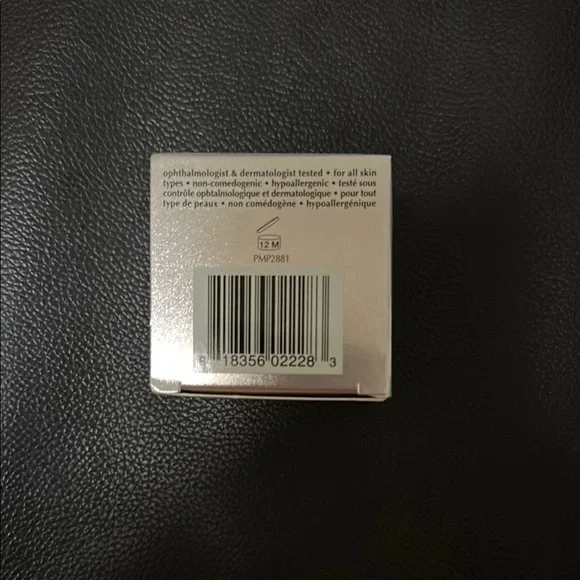 ophthalmologist & dermatologist tested • for all skin
types • non-comedogenic • hypoallergenic • testé sous
contrôle ophtalmologique et dermatologique • pour tout
type de peaux • non comédogène • hypoallergénique
12 M
PMP2881
8 18356 02228 3